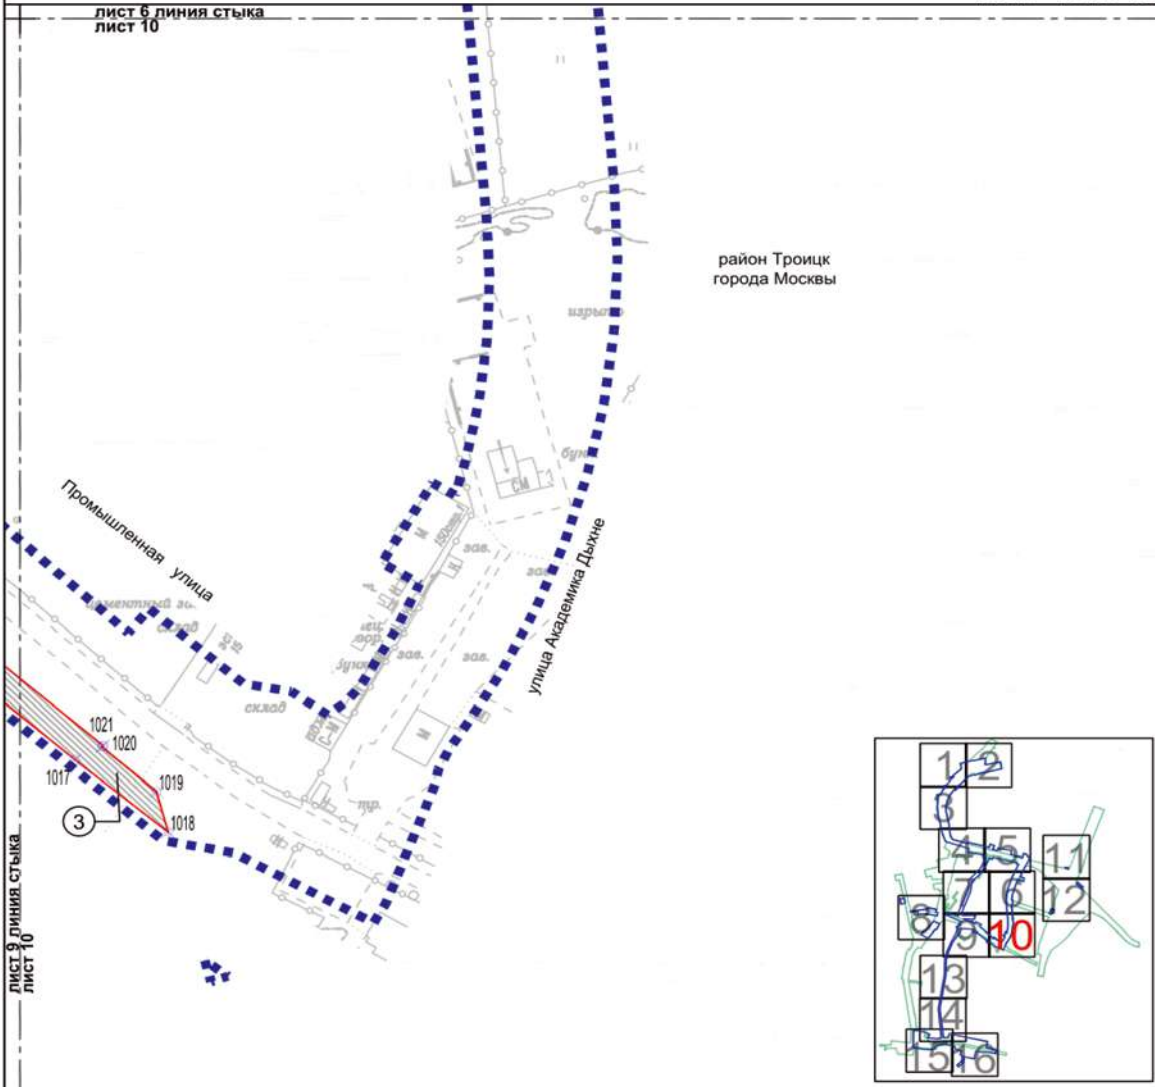 лист 6 линия стыка
лист 10
район Троицк
города Москвы
СМ
М
150стр.
Н
зав.
Промышленная улица
склад
зав.
зав.
улица Академика Дыхне
склад
С-М
М
1021
1020
1017
1019
1018
3
Н
тр.
лист 9 линия стыка
лист 10
1
2
3
4
5
11
7
6
12
8
9
10
13
14
15
16